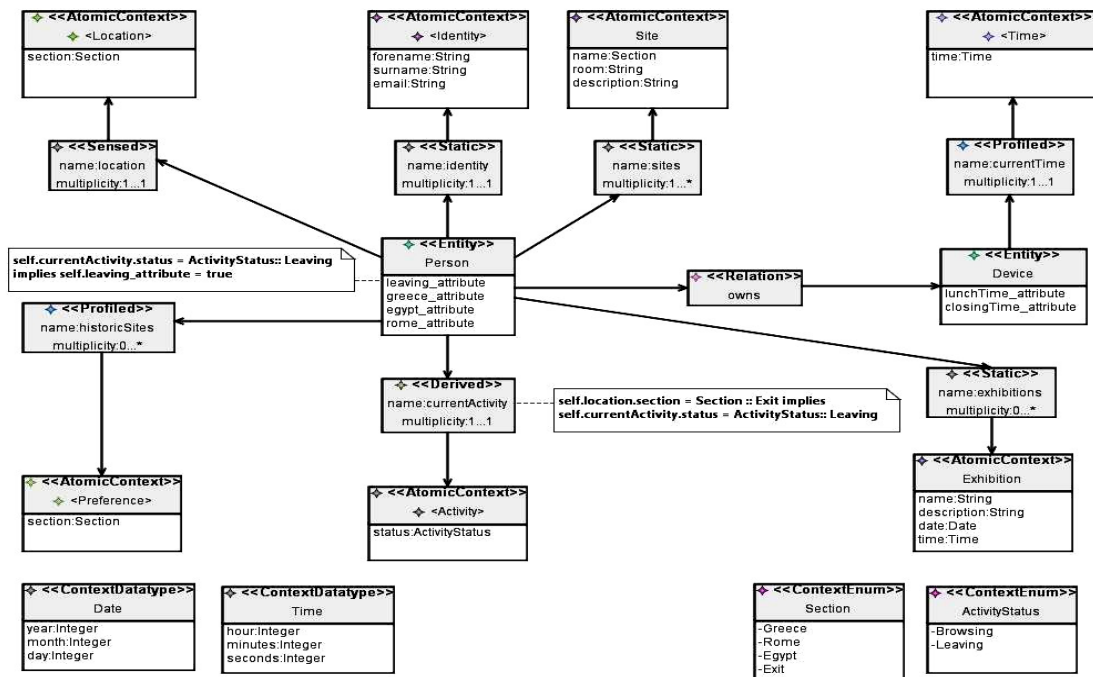 <<AtomicContext>>
<Location>
section:Section
<<AtomicContext>>
<Identity>
forename:String
surname:String
email:String
<<AtomicContext>>
Site
name:Section
room:String
description:String
<<AtomicContext>>
<Time>
time:Time
<<Sensed>>
name:location
multiplicity:1...1
<<Static>>
name:identity
multiplicity:1...1
<<Static>>
name:sites
multiplicity:1...*
<<Profiled>>
name:currentTime
multiplicity:1...1
self.currentActivity.status = ActivityStatus:: Leaving
implies self.leaving_attribute = true
<<Entity>>
Person
leaving_attribute
greece_attribute
egypt_attribute
rome_attribute
<<Relation>>
owns
<<Entity>>
Device
lunchTime_attribute
closingTime_attribute
<<Profiled>>
name:historicSites
multiplicity:0...*
<<Derived>>
name:currentActivity
multiplicity:1...1
self.location.section = Section :: Exit implies
self.currentActivity.status = ActivityStatus:: Leaving
<<Static>>
name:exhibitions
multiplicity:0...*
<<AtomicContext>>
<Preference>
section:Section
<<AtomicContext>>
<Activity>
status:ActivityStatus
<<AtomicContext>>
Exhibition
name:String
description:String
date:Date
time:Time
<<ContextDatatype>>
Date
year:Integer
month:Integer
day:Integer
<<ContextDatatype>>
Time
hour:Integer
minutes:Integer
seconds:Integer
<<ContextEnum>>
Section
-Greece
-Rome
-Egypt
-Exit
<<ContextEnum>>
ActivityStatus
-Browsing
-Leaving